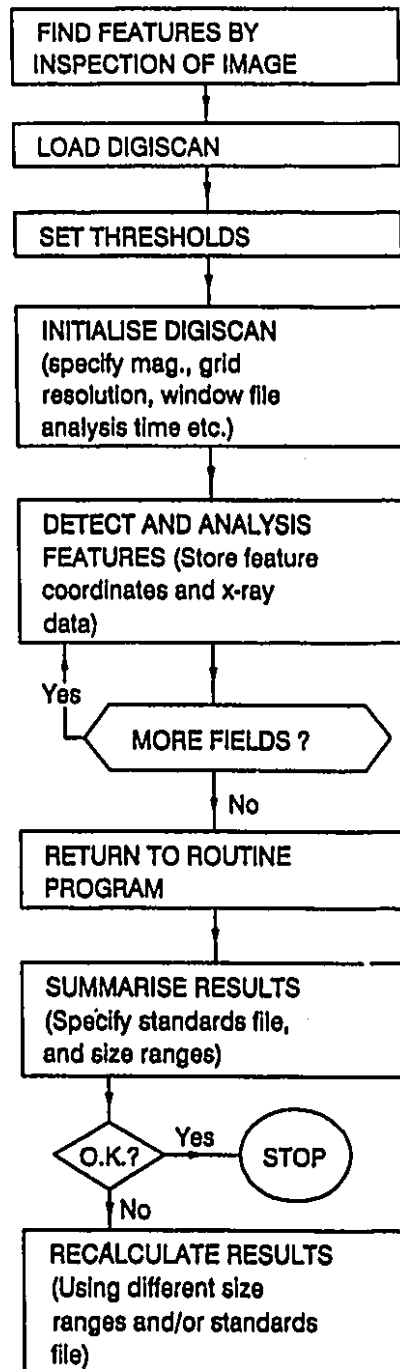 FIND FEATURES BY
INSPECTION OF IMAGE
LOAD DIGISCAN
SET THRESHOLDS
INITIALISE DIGISCAN
(specify mag., grid
resolution, window file
analysis time etc.)
DETECT AND ANALYSIS
FEATURES (Store feature
coordinates and x-ray
data)
Yes
MORE FIELDS ?
No
RETURN TO ROUTINE
PROGRAM
SUMMARISE RESULTS
(Specify standards file,
and size ranges)
O.K.?
Yes
STOP
No
RECALCULATE RESULTS
(Using different size
ranges and/or standards
file)